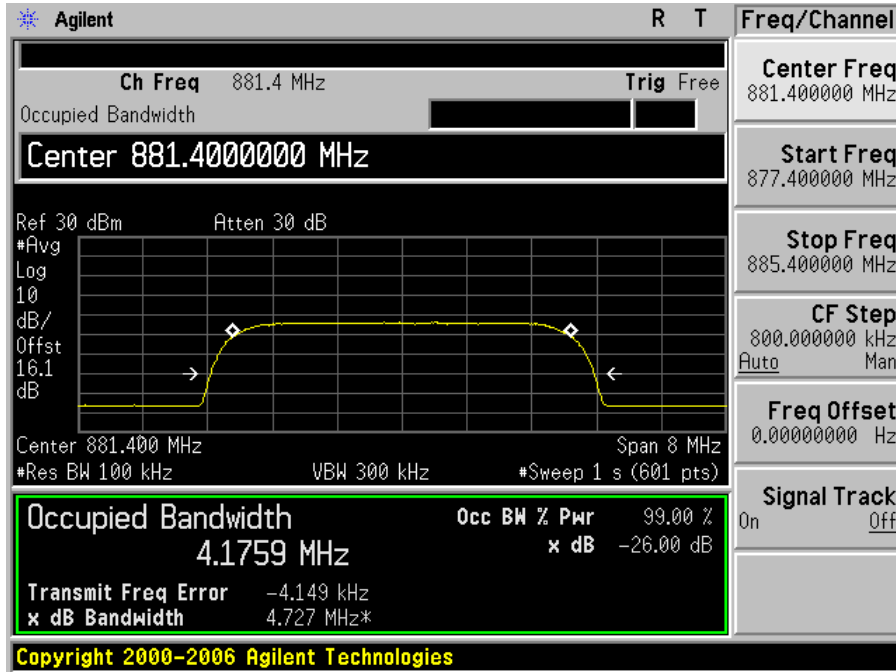 Agilent R T
Freq/Channel
Ch Freq 881.4 MHz Trig Free
Occupied Bandwidth
Center 881.4000000 MHz
Ref 30 dBm Atten 30 dB
#Avg
Log
10
dB/
Offst
16.1
dB
Center 881.400 MHz Span 8 MHz
#Res BW 100 kHz VBW 300 kHz #Sweep 1 s (601 pts)
Occupied Bandwidth
4.1759 MHz
Occ BW % Pwr 99.00 %
x dB -26.00 dB
Transmit Freq Error -4.149 kHz
x dB Bandwidth 4.727 MHz*
Center Freq
881.400000 MHz
Start Freq
877.400000 MHz
Stop Freq
885.400000 MHz
CF Step
800.000000 kHz
Auto Man
Freq Offset
0.00000000 Hz
Signal Track
On Off
Copyright 2000-2006 Agilent Technologies